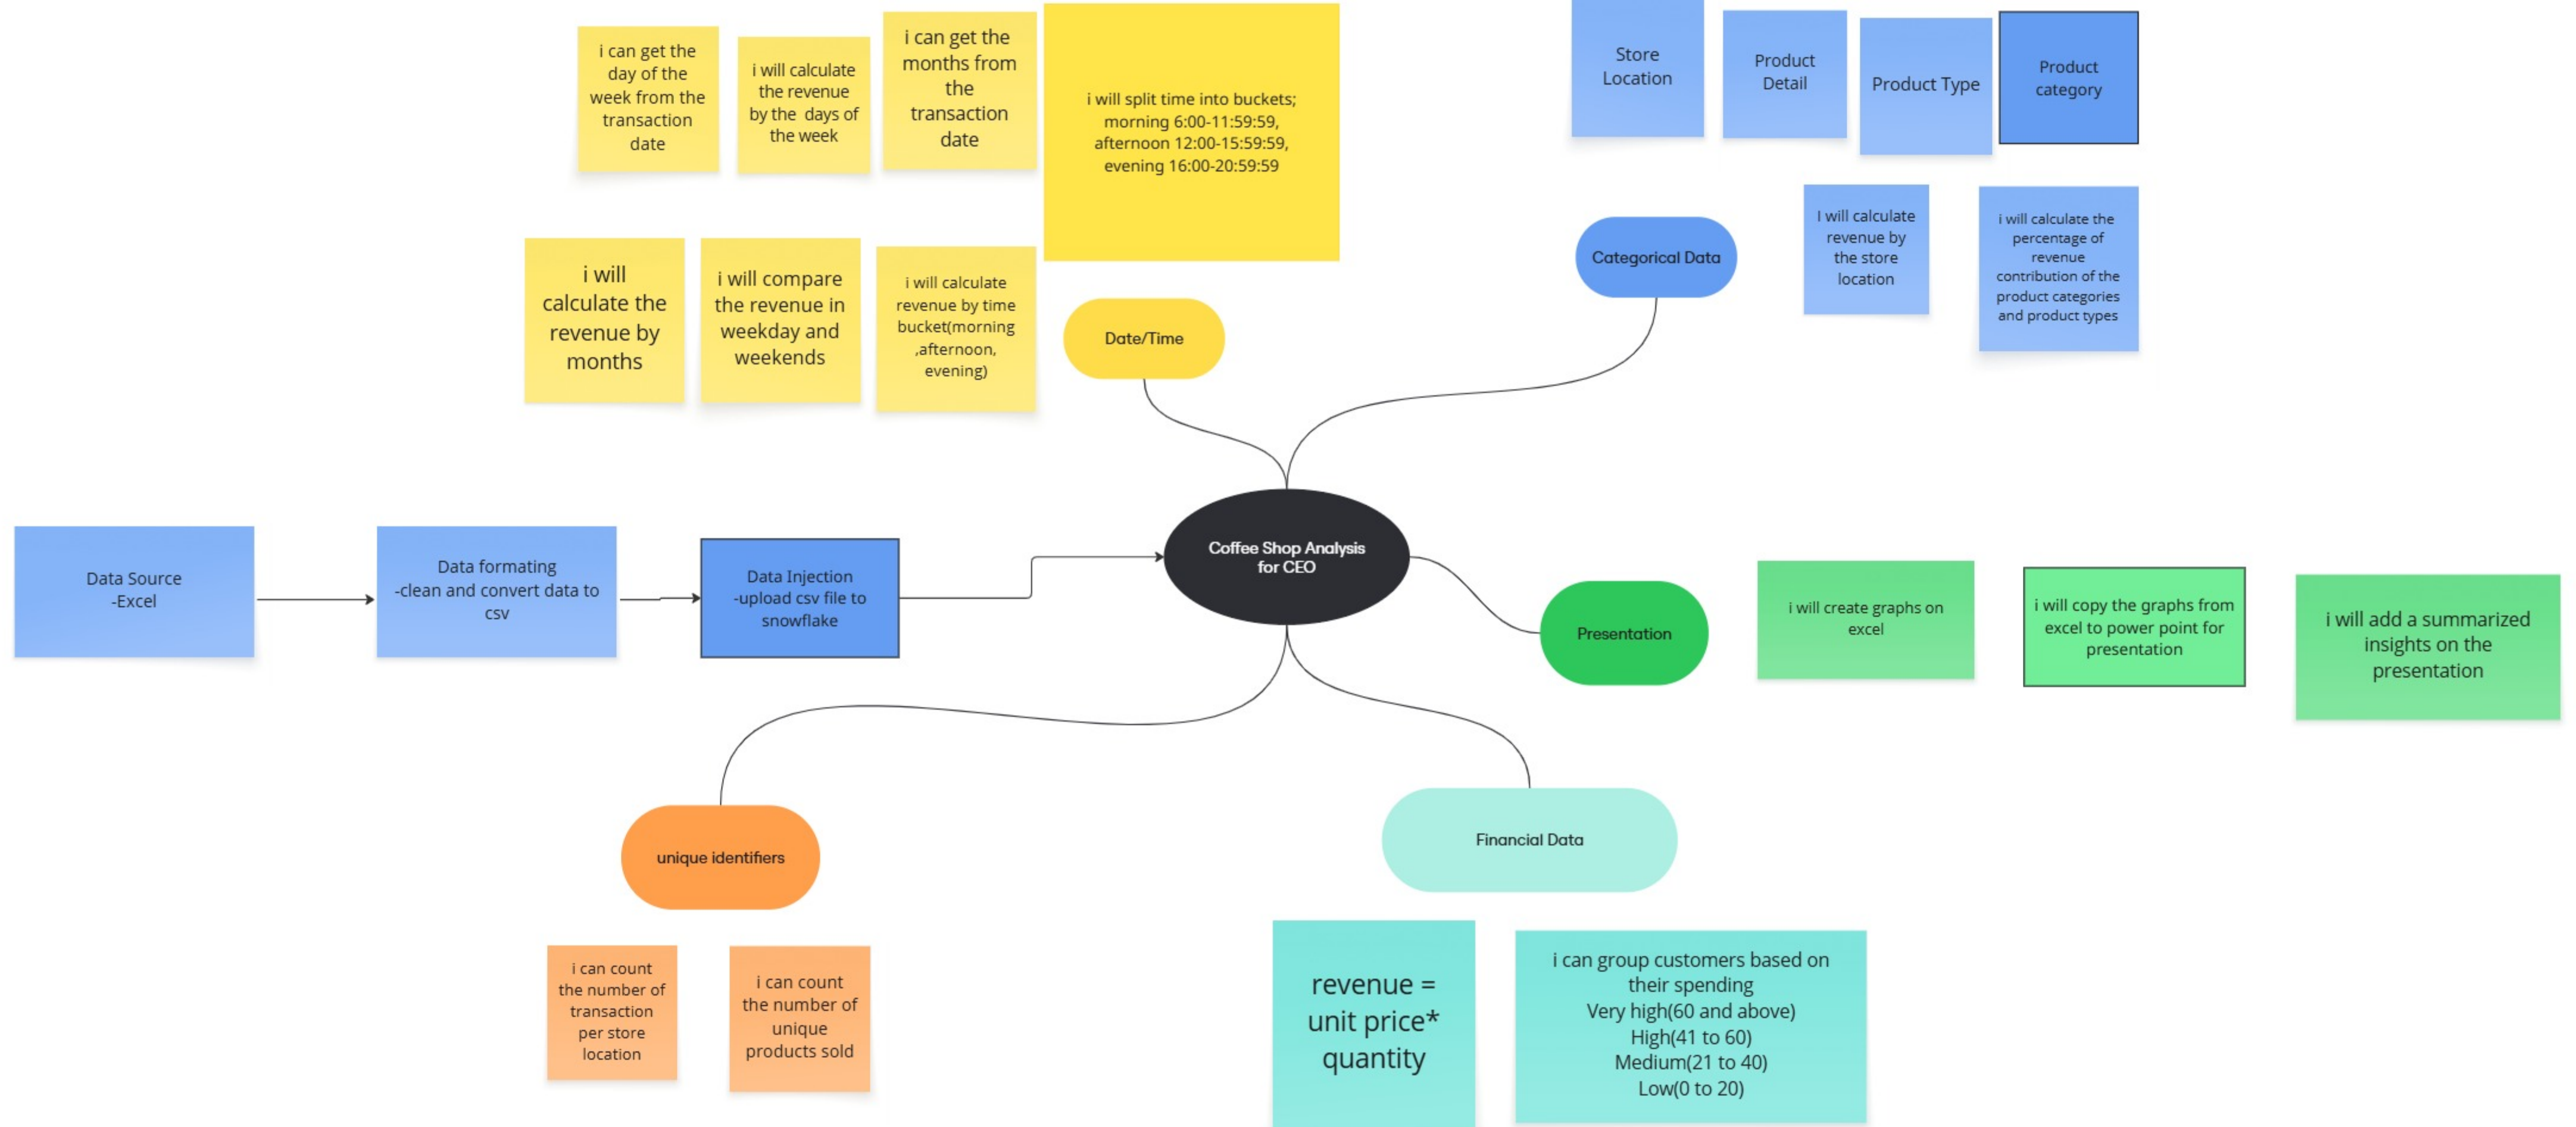 i can get the
day of the
week from the
transaction
date
i will calculate
the revenue
by the  days of
the week
i can get the
months from
the
transaction
date
i will split time into buckets;
morning 6:00-11:59:59,
afternoon 12:00-15:59:59,
evening 16:00-20:59:59
Store
Location
Product
Detail
Product Type
Product
category
i will
calculate the
revenue by
months
i will compare
the revenue in
weekday and
weekends
i will calculate
revenue by time
bucket(morning
,afternoon,
evening)
Date/Time
Categorical Data
I will calculate
revenue by
the store
location
i will calculate the
percentage of
revenue
contribution of the
product categories
and product types
Data Source
-Excel
Data formating
-clean and convert data to
csv
Data Injection
-upload csv file to
snowflake
Coffee Shop Analysis
for CEO
Presentation
i will create graphs on
excel
i will copy the graphs from
excel to power point for
presentation
i will add a summarized
insights on the
presentation
unique identifiers
Financial Data
i can count
the number of
transaction
per store
location
i can count
the number of
unique
products sold
revenue =
unit price*
quantity
i can group customers based on
their spending
Very high(60 and above)
High(41 to 60)
Medium(21 to 40)
Low(0 to 20)